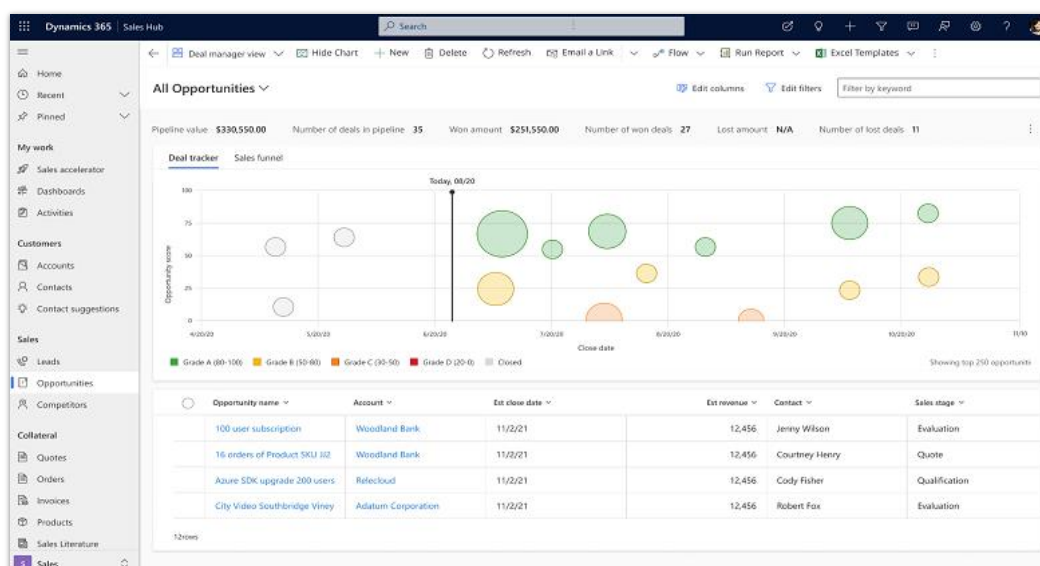 Dynamics 365 Sales Hub Search ?
Deal manager view Hide Chart New Delete Refresh Email a Link Flow Run Report Excel Templates
Home
Recent
Pinned
All Opportunities Edit columns Edit filters Filter by keyword
Pipeline value $330,550.00 Number of deals in pipeline 35 Won amount $251,550.00 Number of won deals 27 Lost amount N/A Number of lost deals 11
My work
Sales accelerator
Dashboards
Activities
Customers
Accounts
Contacts
Contact suggestions
Sales
Leads
Opportunities
Competitors
Collateral
Quotes
Orders
Invoices
Products
Sales Literature
S Sales
Deal tracker Sales funnel
Today, 08/20
100
75
50
25
0
Opportunity score
4/20/20 5/20/20 6/20/20 7/20/20 8/20/20 9/20/20 10/20/20 11/10
Close date
Grade A (80-100) Grade B (50-80) Grade C (30-50) Grade D (20-0) Closed
Showing top 250 opportuniti
Opportunity name Account Est close date Est revenue Contact Sales stage
100 user subscription Woodland Bank 11/2/21 12,456 Jenny Wilson Evaluation
16 orders of Product SKU JJ2 Woodland Bank 11/2/21 12,456 Courtney Henry Quote
Azure SDK upgrade 200 users Relecloud 11/2/21 12,456 Cody Fisher Qualification
City Video Southbridge Viney Adatum Corporation 11/2/21 12,456 Robert Fox Evaluation
12rows